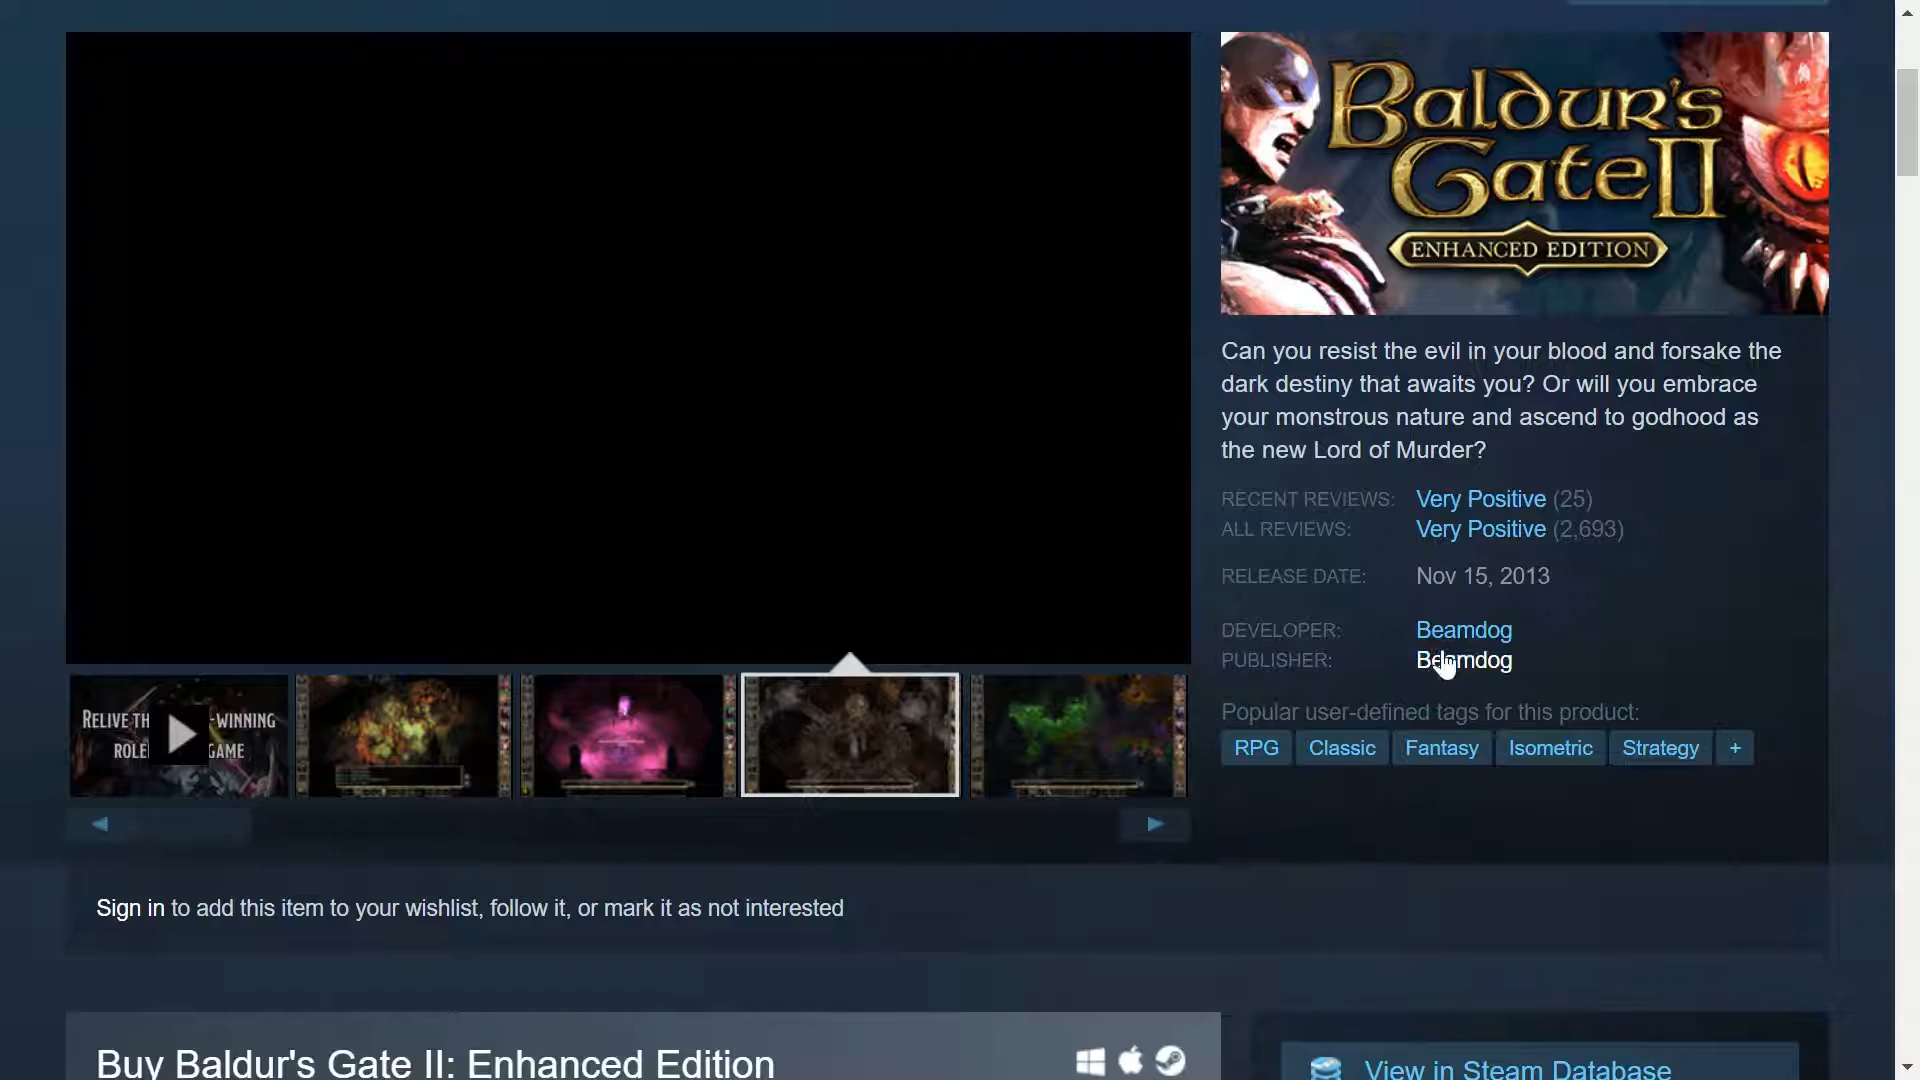 Baldur's
Gate II
ENHANCED EDITION
Can you resist the evil in your blood and forsake the
dark destiny that awaits you? Or will you embrace
your monstrous nature and ascend to godhood as
the new Lord of Murder?
RECENT REVIEWS: Very Positive (25)
ALL REVIEWS: Very Positive (2,693)
RELEASE DATE: Nov 15, 2013
DEVELOPER: Beamdog
PUBLISHER: Beamdog
Popular user-defined tags for this product:
RPG Classic Fantasy Isometric Strategy +
RELIVE TH -WINNING
ROLE GAME
Sign in to add this item to your wishlist, follow it, or mark it as not interested
Buy Baldur's Gate II: Enhanced Edition
View in Steam Database